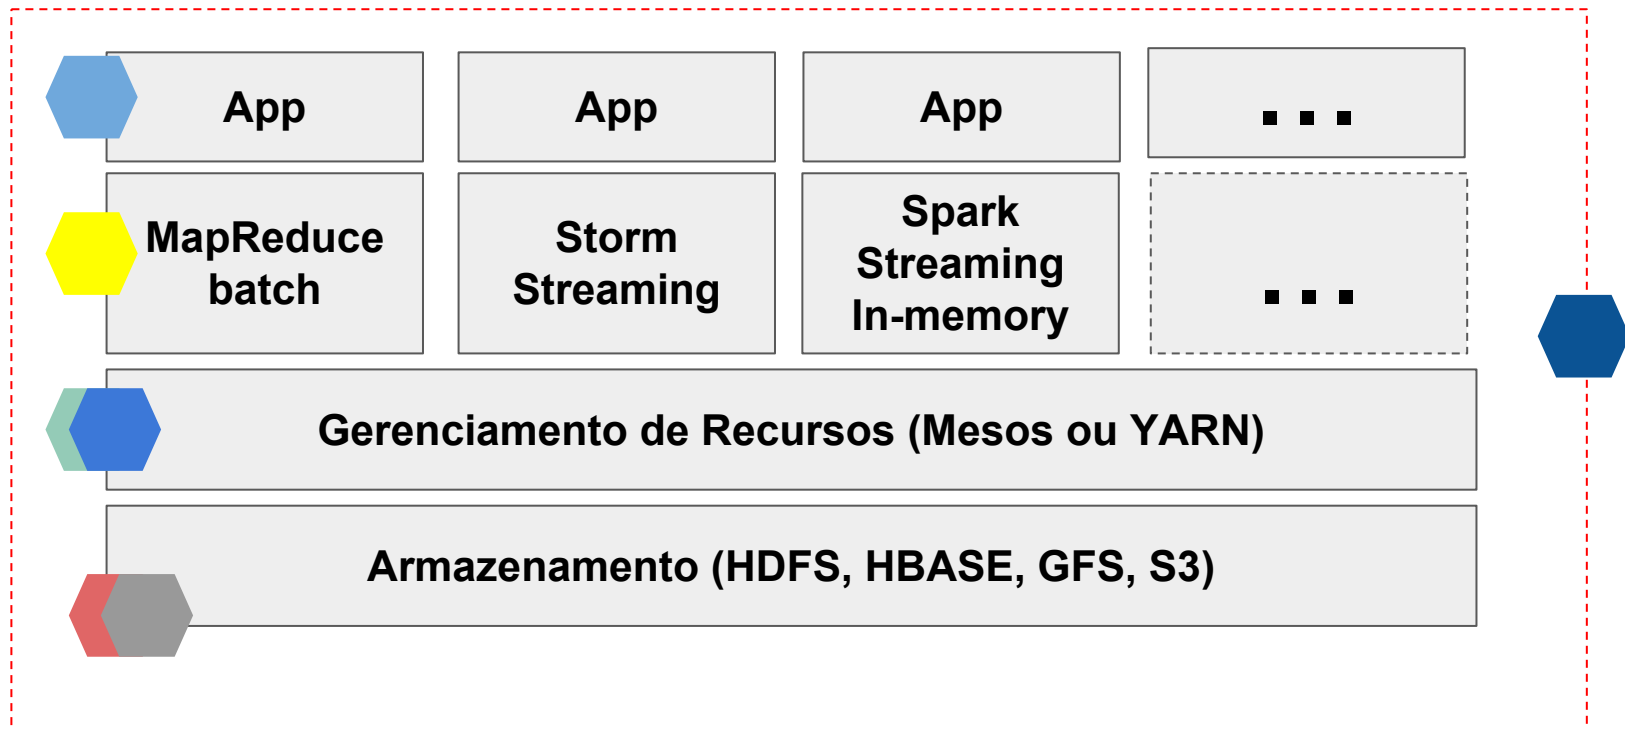 App
App
App
...
MapReduce
batch
Storm
Streaming
Spark
Streaming
In-memory
...
Gerenciamento de Recursos (Mesos ou YARN)
Armazenamento (HDFS, HBASE, GFS, S3)